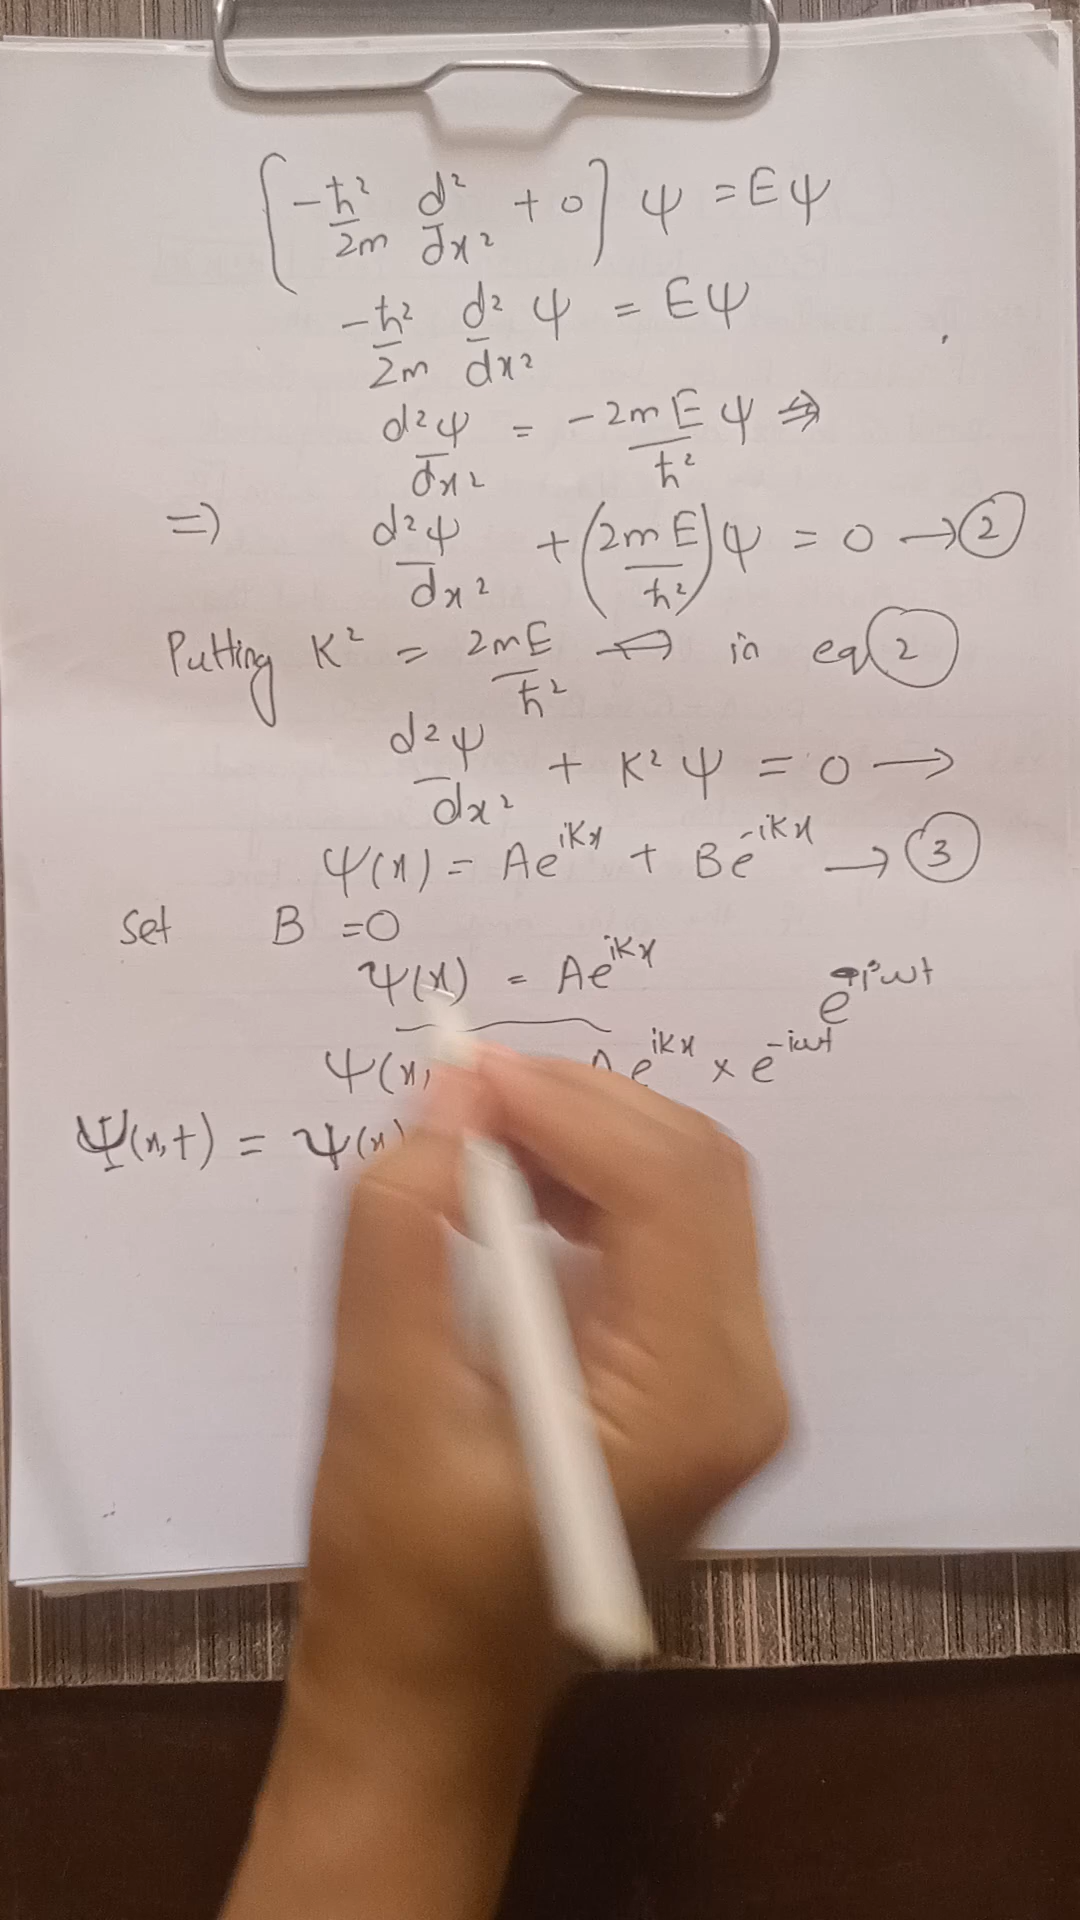 [-ħ²/2m d²/dx² + 0] ψ = Eψ
-ħ²/2m d²/dx² ψ = Eψ
d²ψ/dx² = -2mE/ħ² ψ ⇒
=) d²ψ/dx² + (2mE/ħ²)ψ = 0 → (2)
Putting K² = 2mE/ħ² ⇔ in eq (2)
d²ψ/dx² + K²ψ = 0 →
ψ(x) = Ae^{iKx} + Be^{-iKx} → (3)
Set B = 0
ψ(x) = Ae^{iKx}
e^{iωt}
ψ(x, Ae^{iKx} × e^{-iωt}
Ψ(x,t) = ψ(x)